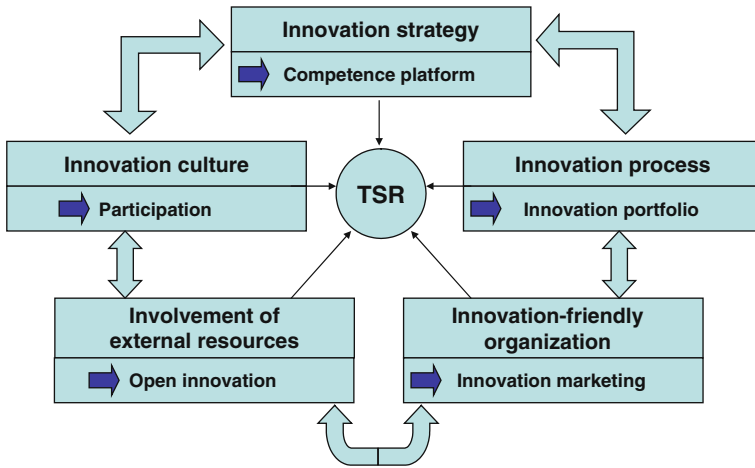 Innovation strategy
Competence platform
Innovation culture
Participation
TSR
Innovation process
Innovation portfolio
Involvement of
external resources
Open innovation
Innovation-friendly
organization
Innovation marketing